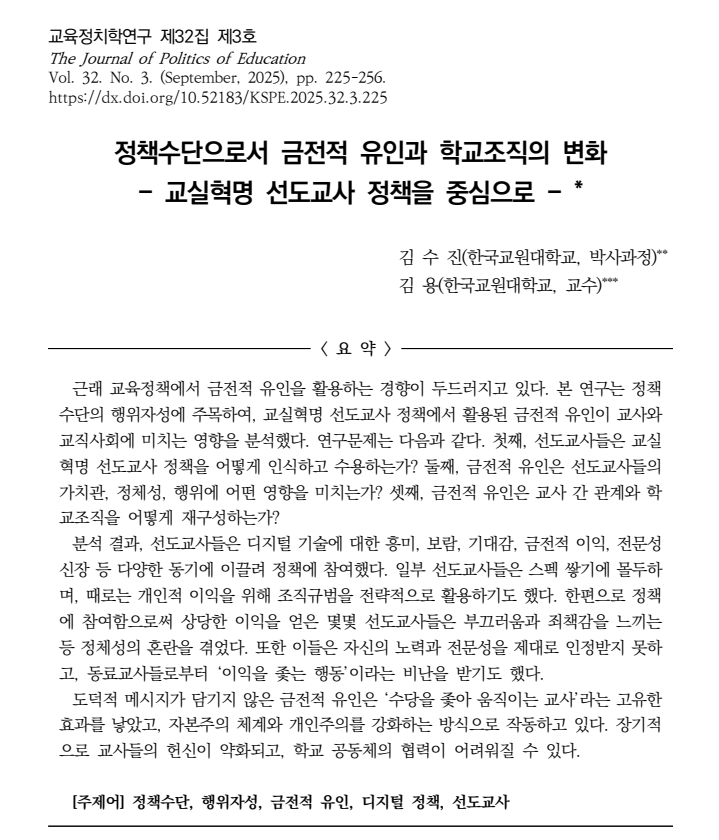 교육정치학연구 제32집 제3호
The Journal of Politics of Education
Vol. 32. No. 3. (September, 2025), pp. 225-256.
https://dx.doi.org/10.52183/KSPE.2025.32.3.225
정책수단으로서 금전적 유인과 학교조직의 변화
- 교실혁명 선도교사 정책을 중심으로 - *
김 수 진(한국교원대학교, 박사과정)**
김 용(한국교원대학교, 교수)***
〈 요 약 〉
근래 교육정책에서 금전적 유인을 활용하는 경향이 두드러지고 있다. 본 연구는 정책
수단의 행위자성에 주목하여, 교실혁명 선도교사 정책에서 활용된 금전적 유인이 교사와
교직사회에 미치는 영향을 분석했다. 연구문제는 다음과 같다. 첫째, 선도교사들은 교실
혁명 선도교사 정책을 어떻게 인식하고 수용하는가? 둘째, 금전적 유인은 선도교사들의
가치관, 정체성, 행위에 어떤 영향을 미치는가? 셋째, 금전적 유인은 교사 간 관계와 학
교조직을 어떻게 재구성하는가?
분석 결과, 선도교사들은 디지털 기술에 대한 흥미, 보람, 기대감, 금전적 이익, 전문성
신장 등 다양한 동기에 이끌려 정책에 참여했다. 일부 선도교사들은 스펙 쌓기에 몰두하
며, 때로는 개인적 이익을 위해 조직규범을 전략적으로 활용하기도 했다. 한편으로 정책
에 참여함으로써 상당한 이익을 얻은 몇몇 선도교사들은 부끄러움과 죄책감을 느끼는
등 정체성의 혼란을 겪었다. 또한 이들은 자신의 노력과 전문성을 제대로 인정받지 못하
고, 동료교사들로부터 ‘이익을 좇는 행동’이라는 비난을 받기도 했다.
도덕적 메시지가 담기지 않은 금전적 유인은 ‘수당을 좇아 움직이는 교사’라는 고유한
효과를 낳았고, 자본주의 체계와 개인주의를 강화하는 방식으로 작동하고 있다. 장기적
으로 교사들의 헌신이 약화되고, 학교 공동체의 협력이 어려워질 수 있다.
[주제어] 정책수단, 행위자성, 금전적 유인, 디지털 정책, 선도교사